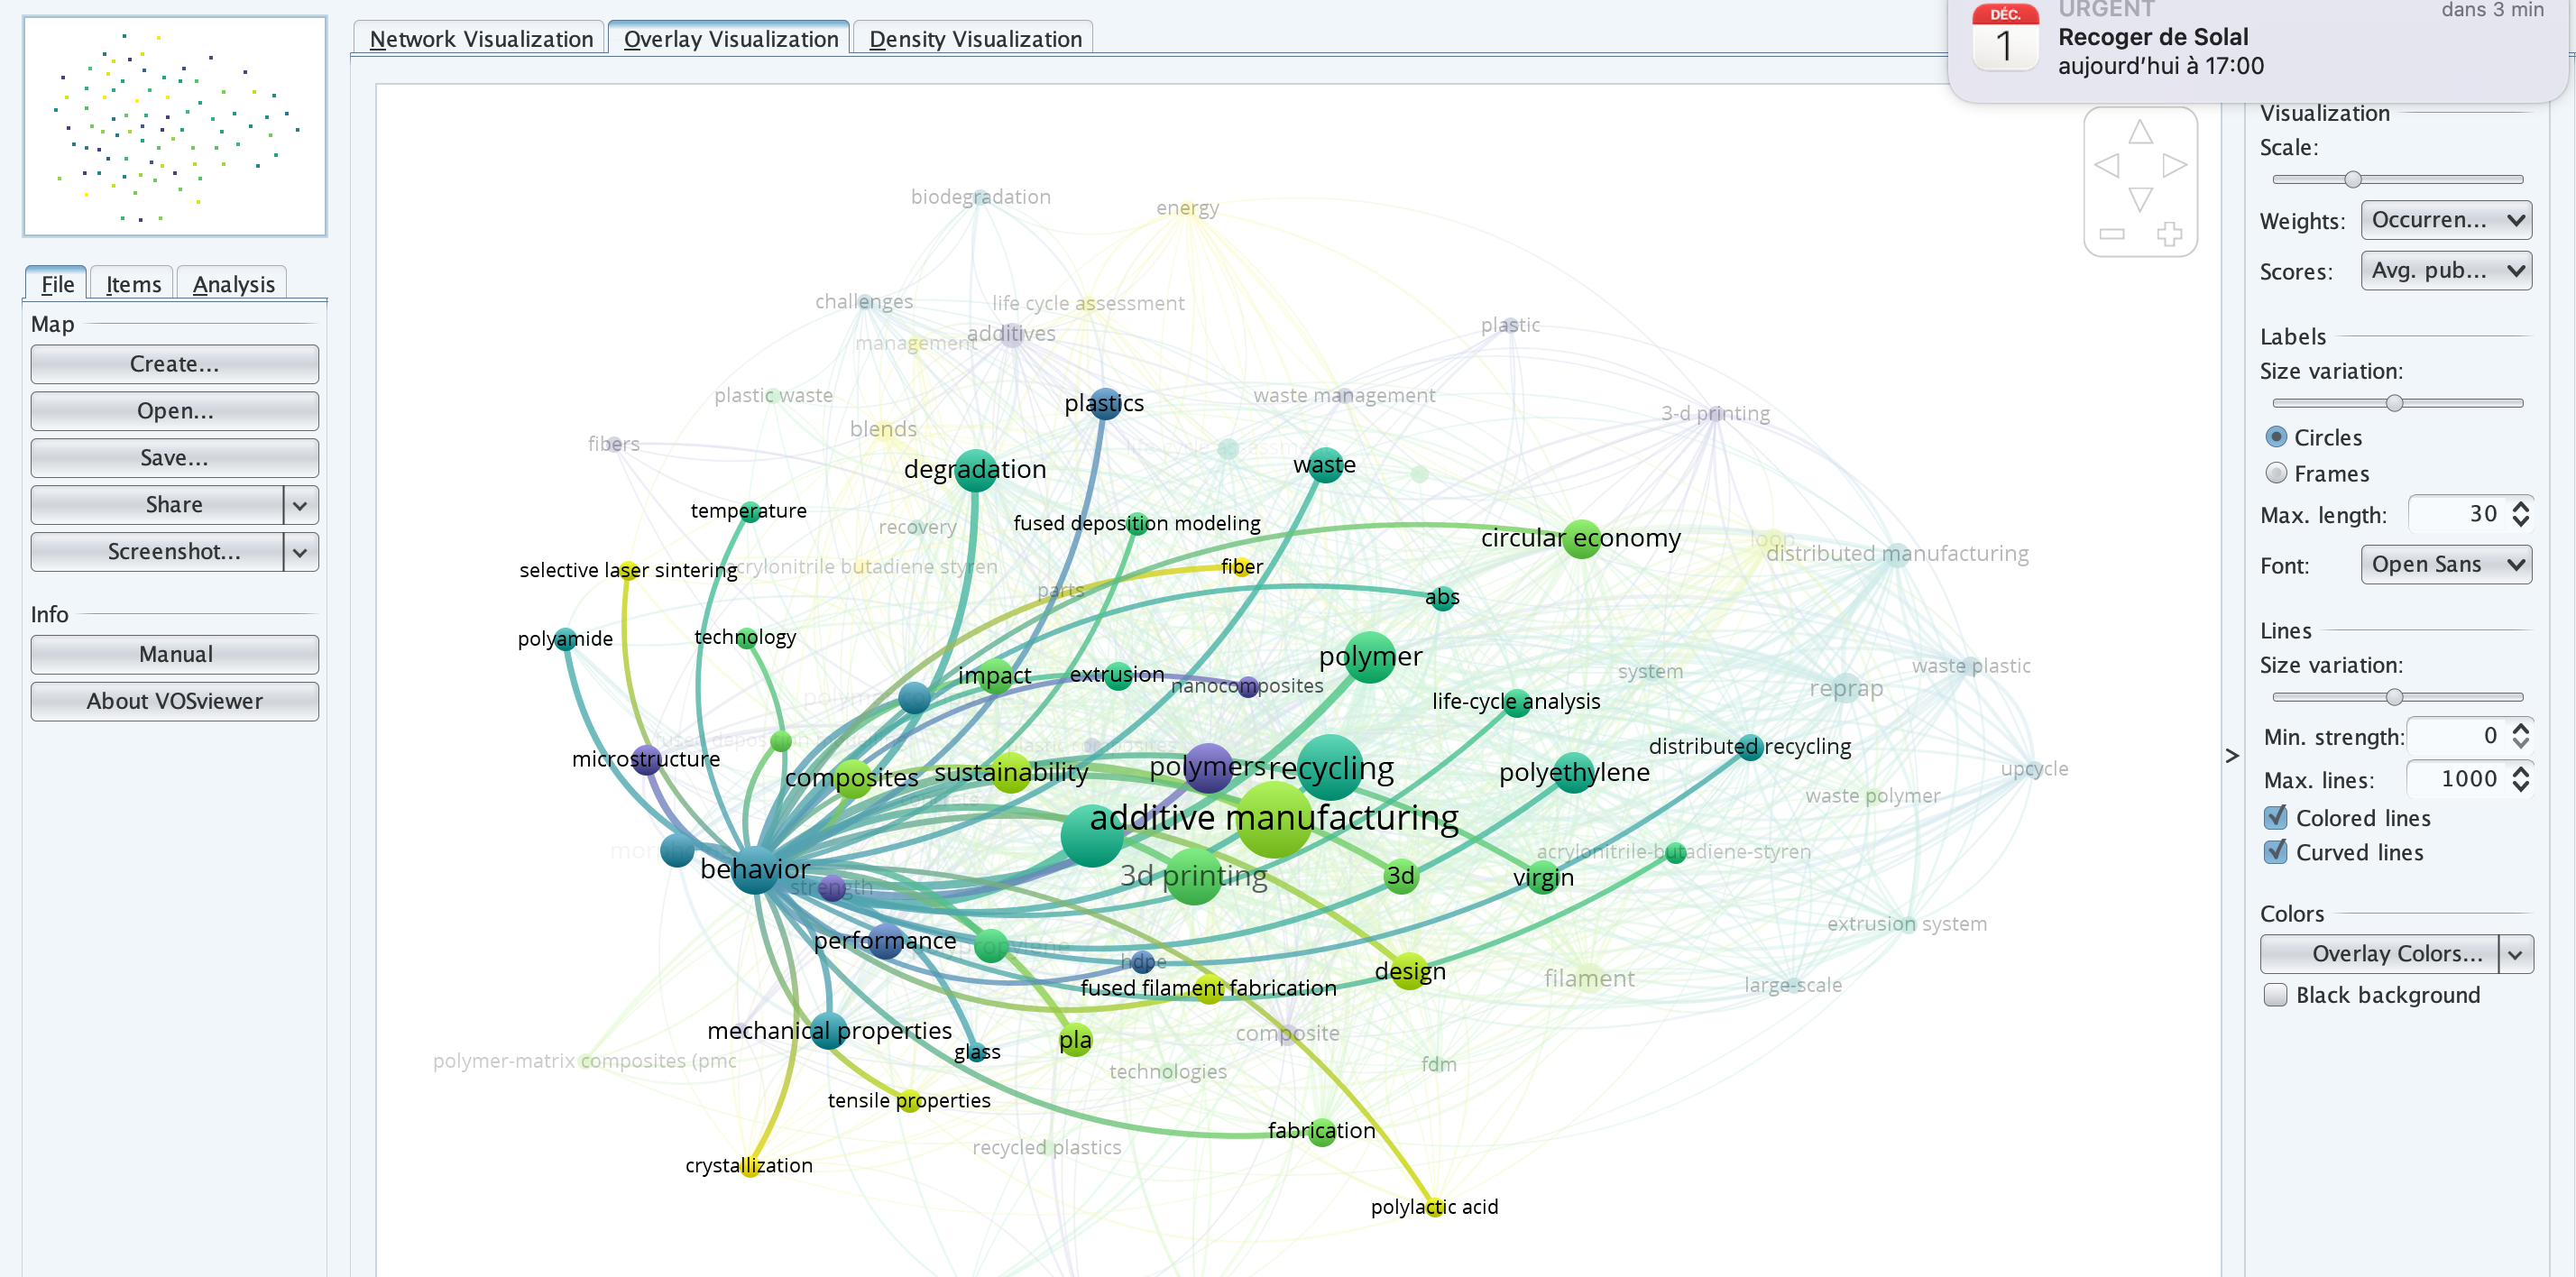 Network Visualization
Overlay Visualization
Density Visualization
DÉC.
1
URGENT
dans 3 min
Recoger de Solal
aujourd'hui à 17:00
File
Items
Analysis
Map
Create...
Open...
Save...
Share
Screenshot...
Info
Manual
About VOSviewer
biodegradation
energy
challenges
life cycle assessment
additives
management
plastic
plastic waste
plastics
waste management
3-d printing
blends
fibers
degradation
waste
temperature
recovery
fused deposition modeling
circular economy
loop
distributed manufacturing
selective laser sintering
acrylonitrile butadiene styren
fiber
parts
abs
polyamide
technology
polymer
impact
extrusion
nanocomposites
system
waste plastic
reprap
life-cycle analysis
microstructure
distributed recycling
composites
sustainability
polymers
recycling
polyethylene
upcycle
waste polymer
additive manufacturing
acrylonitrile-butadiene-styren
behavior
strength
3d printing
3d
virgin
extrusion system
performance
hdpe
design
filament
large-scale
fused filament fabrication
mechanical properties
composite
glass
pla
polymer-matrix composites (pmc
fdm
technologies
tensile properties
fabrication
recycled plastics
crystallization
polylactic acid
>
Visualization
Scale:
Weights:
Occurren...
Scores:
Avg. pub...
Labels
Size variation:
Circles
Frames
Max. length:
30
Font:
Open Sans
Lines
Size variation:
Min. strength:
0
Max. lines:
1000
Colored lines
Curved lines
Colors
Overlay Colors...
Black background